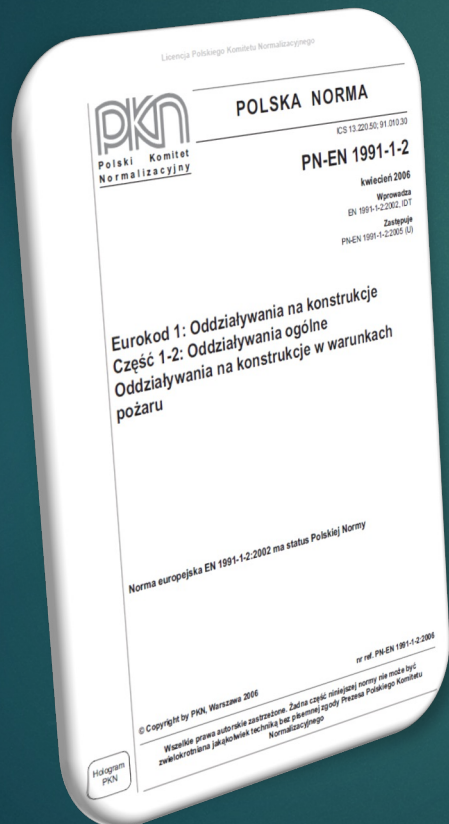 Licencja Polskiego Komitetu Normalizacyjnego
PKN
Polski Komitet
Normalizacyjny
POLSKA NORMA
ICS 13.220.50; 91.010.30
PN-EN 1991-1-2
kwiecień 2006
Wprowadza
EN 1991-1-2:2002, IDT
Zastępuje
PN-EN 1991-1-2:2005 (U)
Eurokod 1: Oddziaływania na konstrukcje
Część 1-2: Oddziaływania ogólne
Oddziaływania na konstrukcje w warunkach
pożaru
Norma europejska EN 1991-1-2:2002 ma status Polskiej Normy
© Copyright by PKN, Warszawa 2006
nr ref. PN-EN 1991-1-2:2006
Wszelkie prawa autorskie zastrzeżone. Żadna część niniejszej normy nie może być
zwielokrotniana jakąkolwiek techniką bez pisemnej zgody Prezesa Polskiego Komitetu
Normalizacyjnego
Hologram
PKN